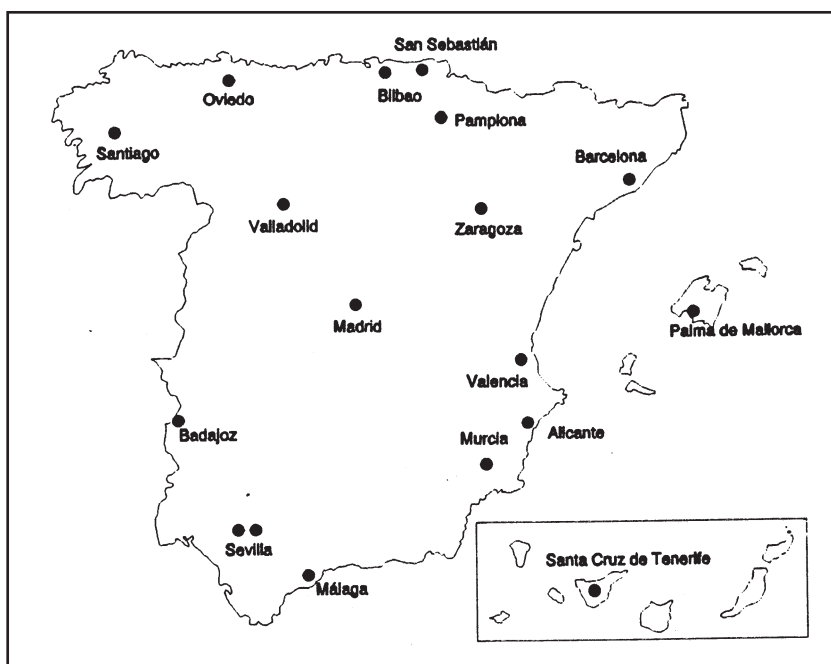 San Sebastián
Oviedo
Bilbao
Pamplona
Santiago
Barcelona
Valladolid
Zaragoza
Madrid
Palma de Mallorca
Valencia
Badajoz
Murcia
Alicante
Sevilla
Santa Cruz de Tenerife
Málaga